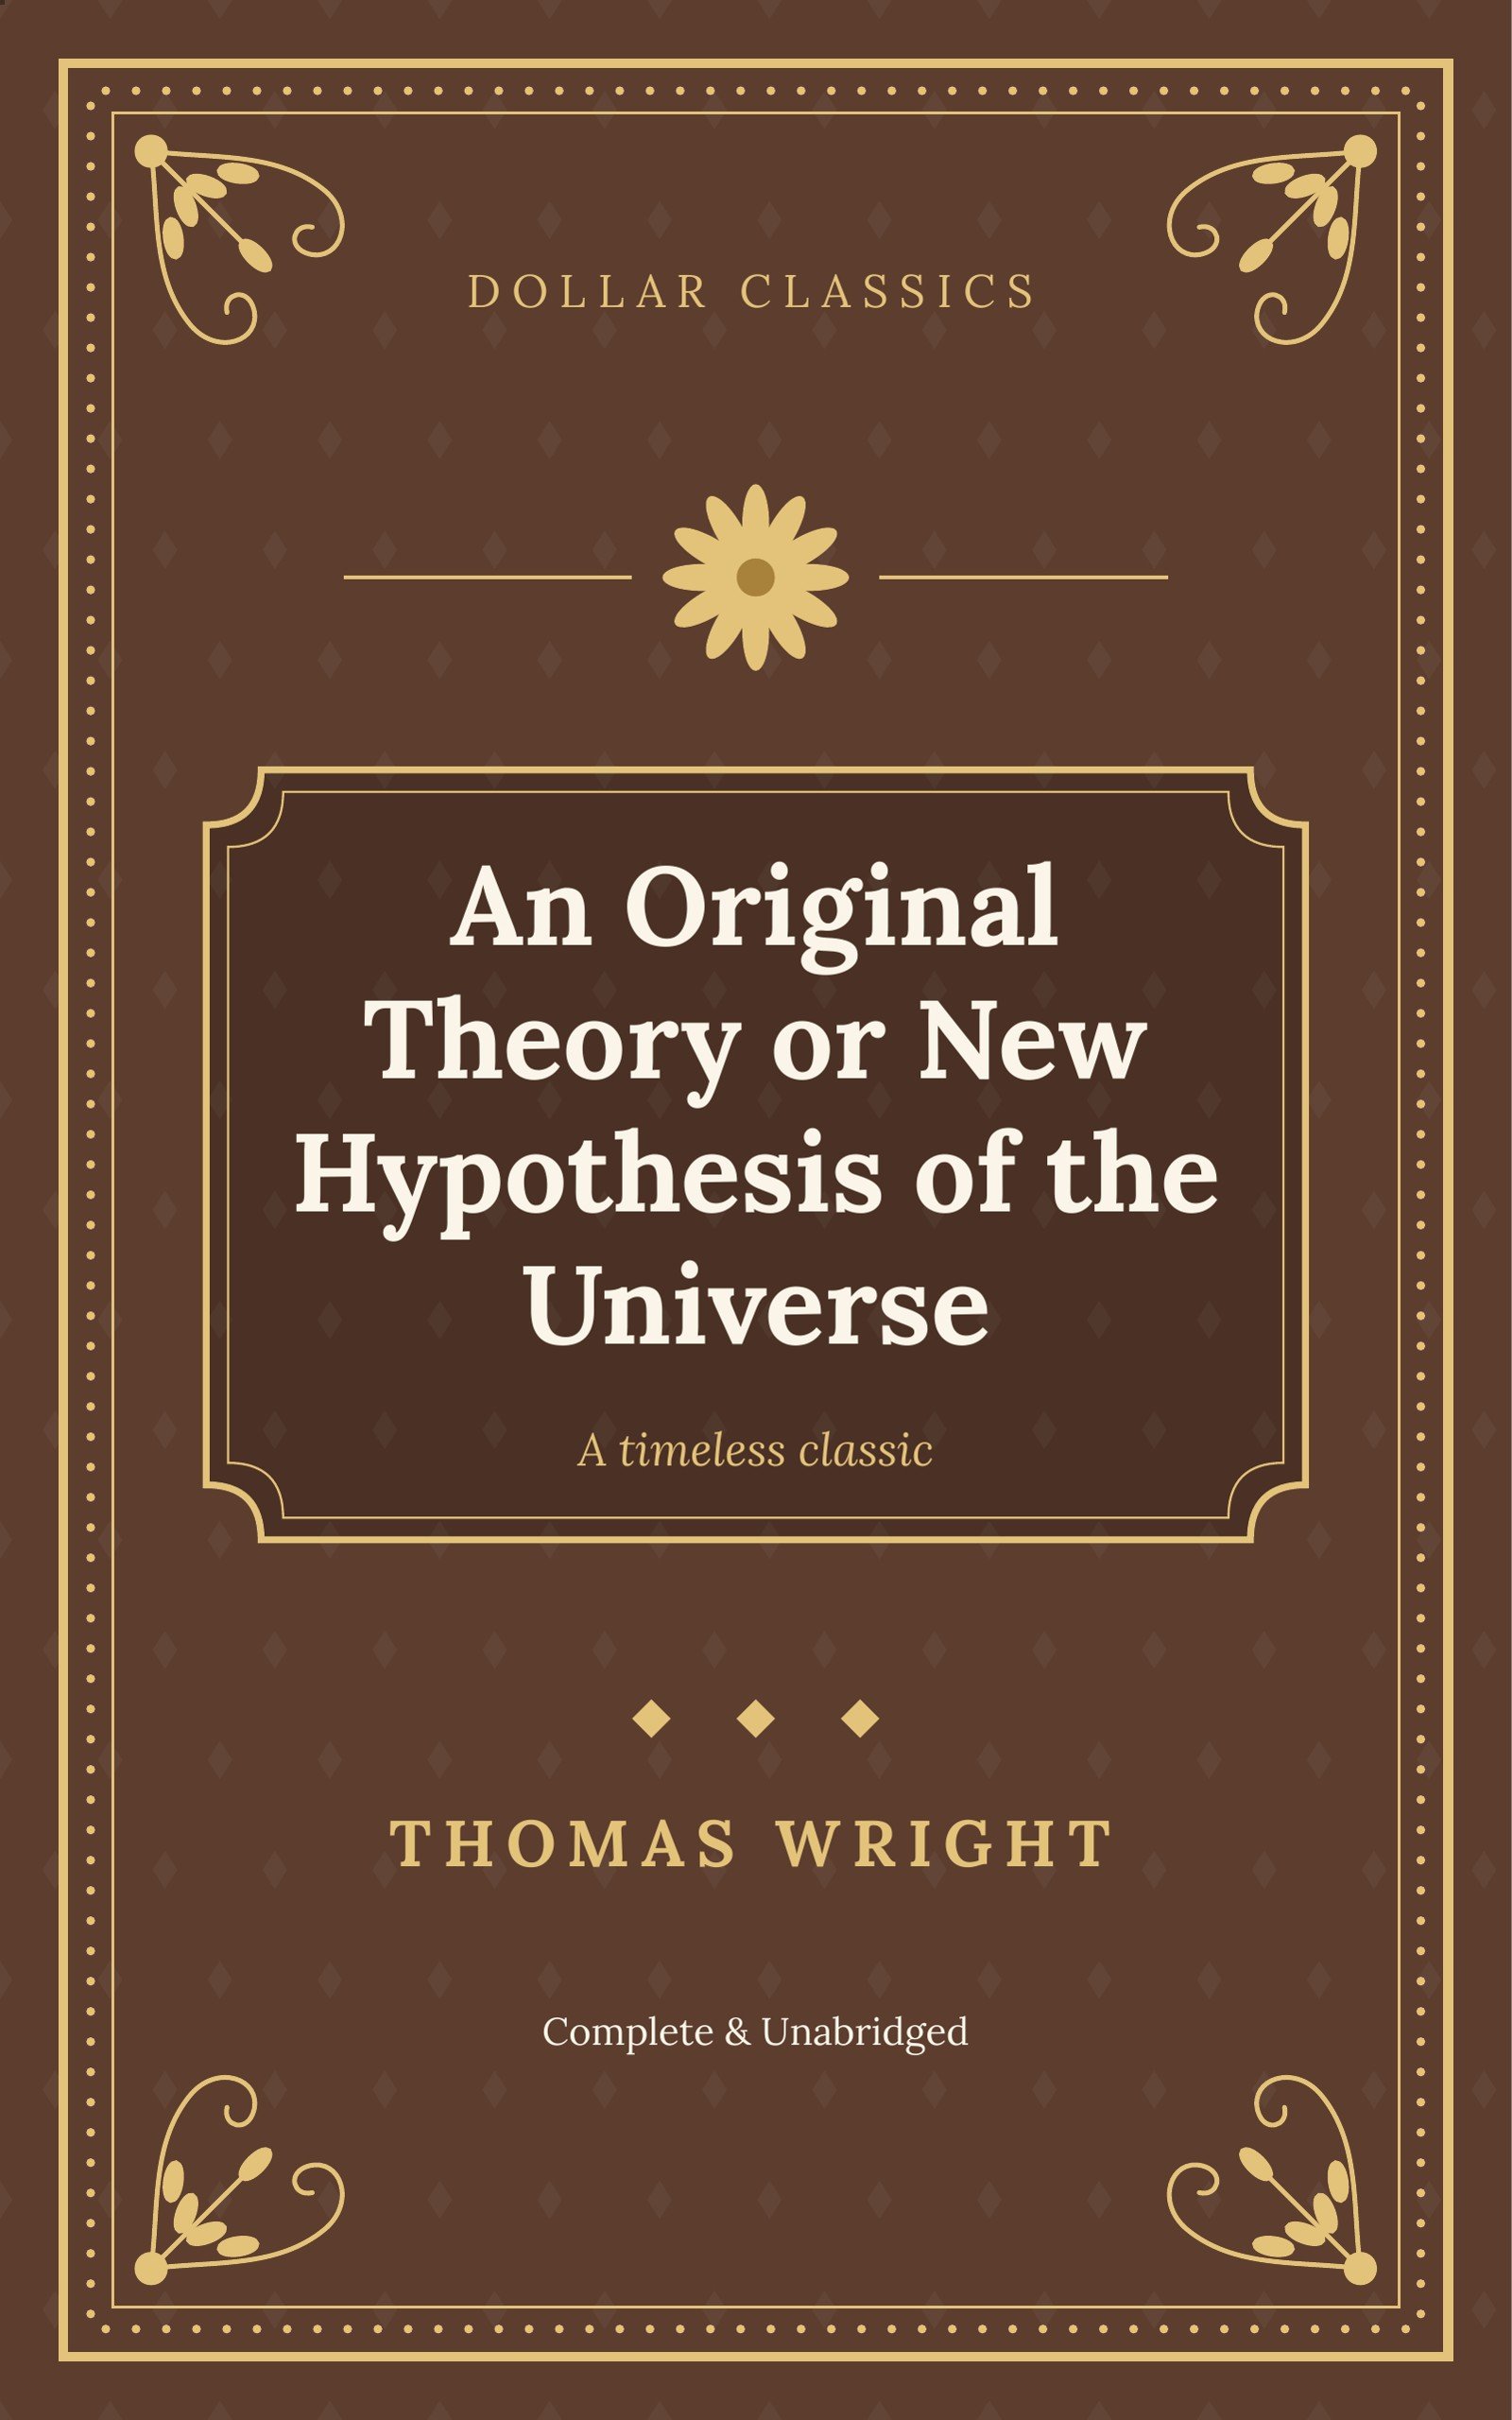 DOLLAR CLASSICS
An Original
Theory or New
Hypothesis of the
Universe
A timeless classic
THOMAS WRIGHT
Complete & Unabridged